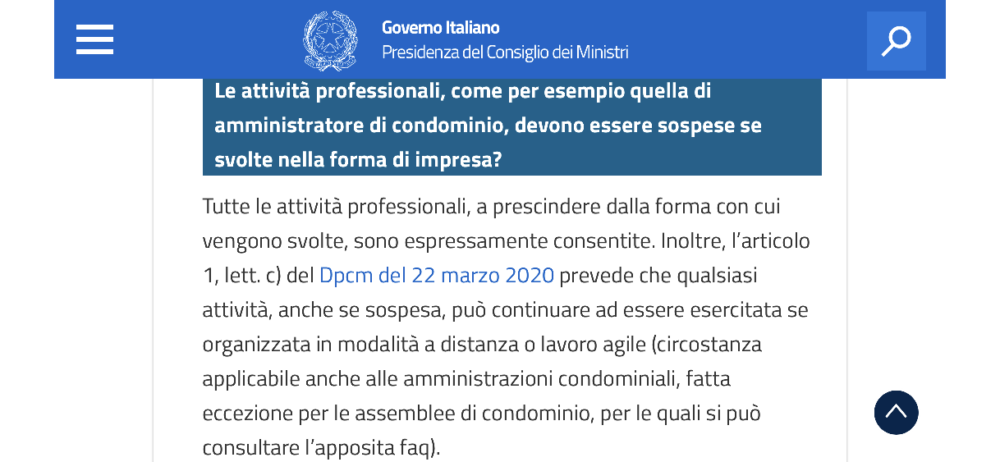 Governo Italiano
Presidenza del Consiglio dei Ministri
Le attività professionali, come per esempio quella di
amministratore di condominio, devono essere sospese se
svolte nella forma di impresa?
Tutte le attività professionali, a prescindere dalla forma con cui
vengono svolte, sono espressamente consentite. Inoltre, l’articolo
1, lett. c) del Dpcm del 22 marzo 2020 prevede che qualsiasi
attività, anche se sospesa, può continuare ad essere esercitata se
organizzata in modalità a distanza o lavoro agile (circostanza
applicabile anche alle amministrazioni condominiali, fatta
eccezione per le assemblee di condominio, per le quali si può
consultare l’apposita faq).